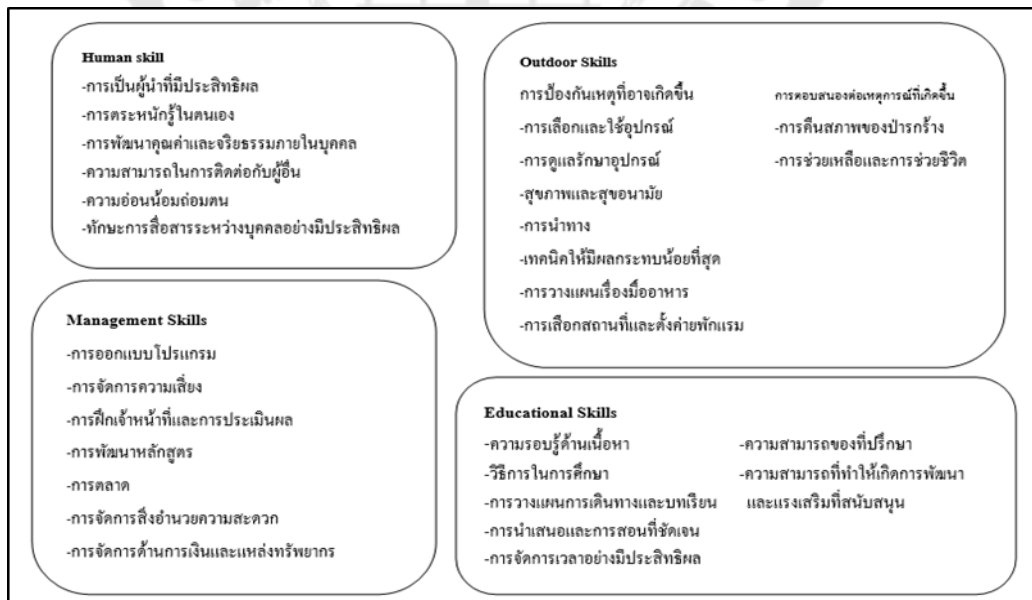 Human skill
-การเป็นผู้นำที่มีประสิทธิผล
-การตระหนักรู้ในตนเอง
-การพัฒนาคุณค่าและจริยธรรมภายในบุคคล
-ความสามารถในการติดต่อกับผู้อื่น
-ความอ่อนน้อมถ่อมตน
-ทักษะการสื่อสารระหว่างบุคคลอย่างมีประสิทธิผล
Outdoor Skills
การป้องกันเหตุที่อาจเกิดขึ้น
-การเลือกและใช้อุปกรณ์
-การดูแลรักษาอุปกรณ์
-สุขภาพและสุขอนามัย
-การนำทาง
-เทคนิคให้มีผลกระทบน้อยที่สุด
-การวางแผนเรื่องมื้ออาหาร
-การเลือกสถานที่และตั้งค่ายพักแรม
การตอบสนองต่อเหตุการณ์ที่เกิดขึ้น
-การคืนสภาพของป่ารกร้าง
-การช่วยเหลือและการช่วยชีวิต
Management Skills
-การออกแบบโปรแกรม
-การจัดการความเสี่ยง
-การฝึกเจ้าหน้าที่และการประเมินผล
-การพัฒนาหลักสูตร
-การตลาด
-การจัดการสิ่งอำนวยความสะดวก
-การจัดการด้านการเงินและแหล่งทรัพยากร
Educational Skills
-ความรอบรู้ด้านเนื้อหา
-วิธีการในการศึกษา
-การวางแผนการเดินทางและบทเรียน
-การนำเสนอและการสอนที่ชัดเจน
-การจัดการเวลาอย่างมีประสิทธิผล
-ความสามารถของที่ปรึกษา
-ความสามารถที่ทำให้เกิดการพัฒนา
และแรงเสริมที่สนับสนุน